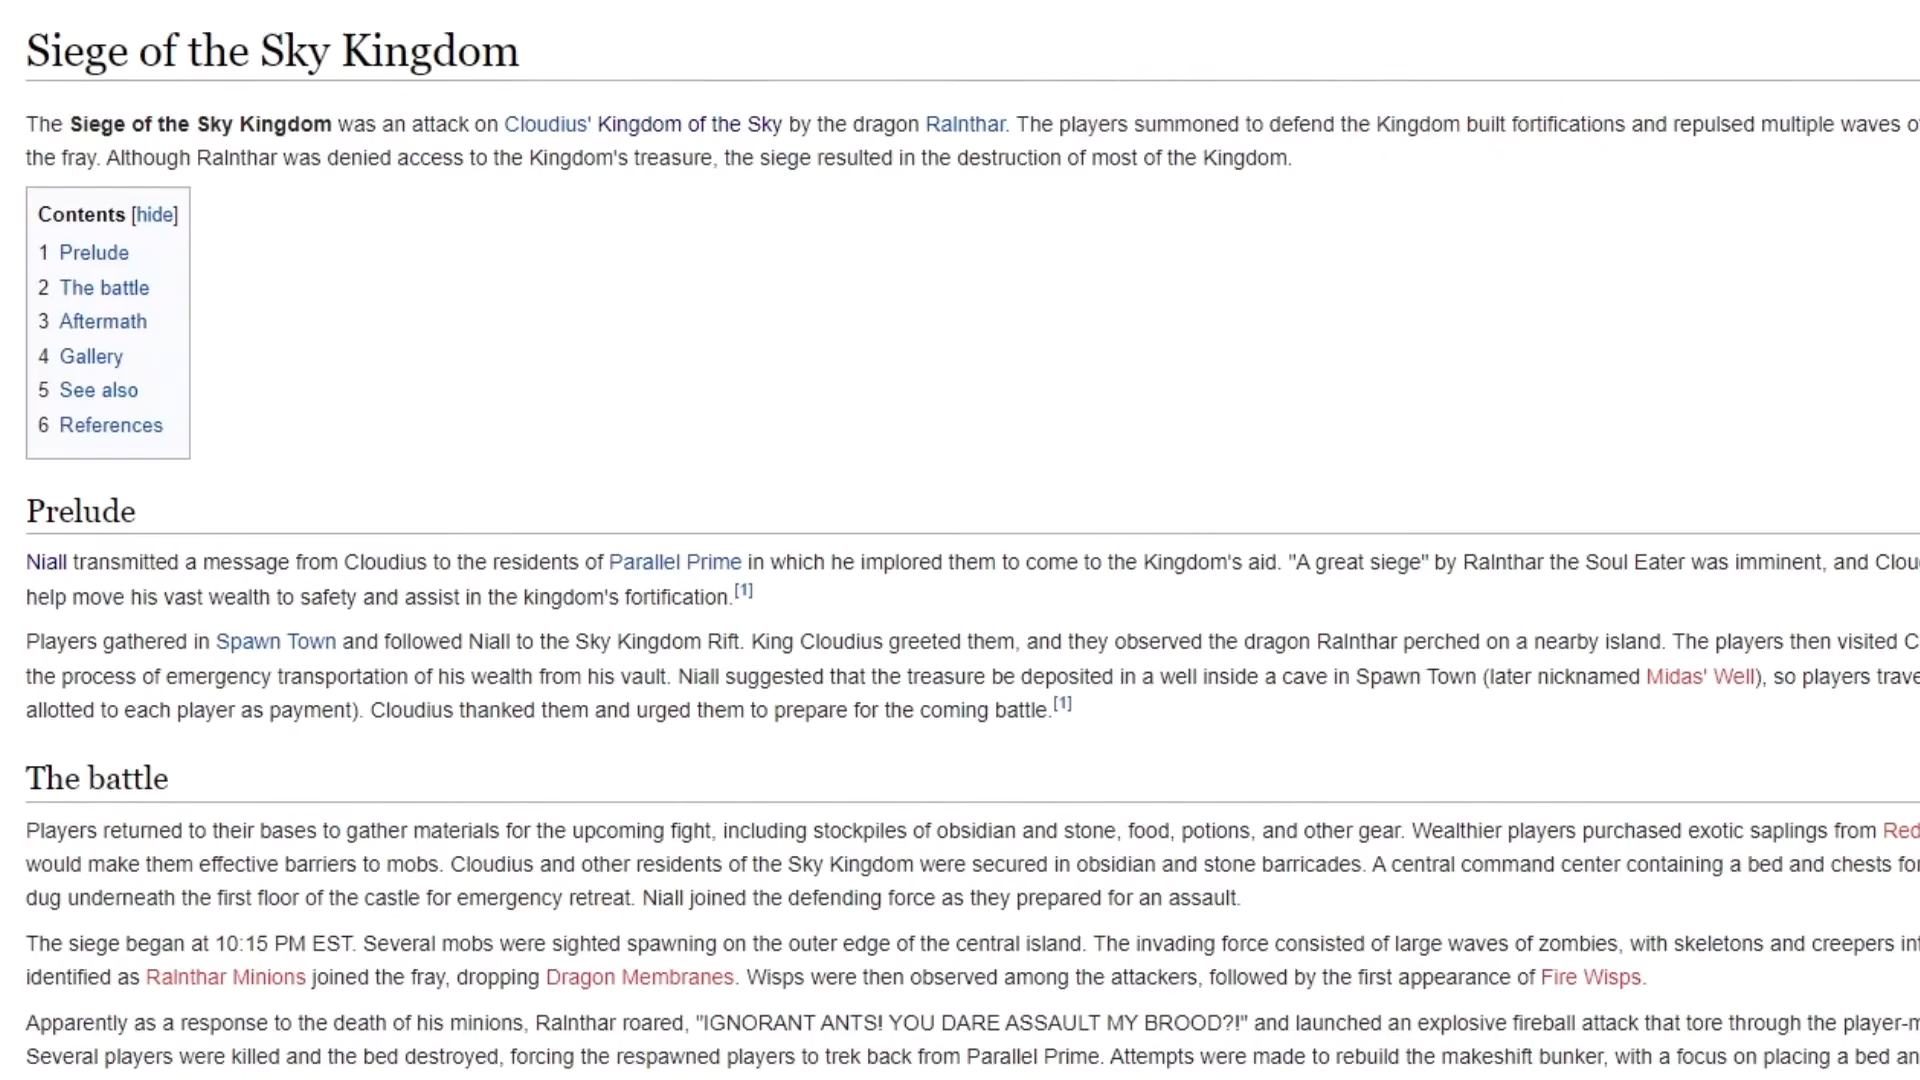 Siege of the Sky Kingdom
The Siege of the Sky Kingdom was an attack on Cloudius' Kingdom of the Sky by the dragon Ralnthar. The players summoned to defend the Kingdom built fortifications and repulsed multiple waves
the fray. Although Ralnthar was denied access to the Kingdom's treasure, the siege resulted in the destruction of most of the Kingdom.
Contents [hide]
1 Prelude
2 The battle
3 Aftermath
4 Gallery
5 See also
6 References
Prelude
Niall transmitted a message from Cloudius to the residents of Parallel Prime in which he implored them to come to the Kingdom's aid. "A great siege" by Ralnthar the Soul Eater was imminent, and
help move his vast wealth to safety and assist in the kingdom's fortification.[1]
Players gathered in Spawn Town and followed Niall to the Sky Kingdom Rift. King Cloudius greeted them, and they observed the dragon Ralnthar perched on a nearby island. The players then visited
the process of emergency transportation of his wealth from his vault. Niall suggested that the treasure be deposited in a well inside a cave in Spawn Town (later nicknamed Midas' Well), so players
allotted to each player as payment). Cloudius thanked them and urged them to prepare for the coming battle.[1]
The battle
Players returned to their bases to gather materials for the upcoming fight, including stockpiles of obsidian and stone, food, potions, and other gear. Wealthier players purchased exotic saplings from Red
would make them effective barriers to mobs. Cloudius and other residents of the Sky Kingdom were secured in obsidian and stone barricades. A central command center containing a bed and chests for
dug underneath the first floor of the castle for emergency retreat. Niall joined the defending force as they prepared for an assault.
The siege began at 10:15 PM EST. Several mobs were sighted spawning on the outer edge of the central island. The invading force consisted of large waves of zombies, with skeletons and creepers
identified as Ralnthar Minions joined the fray, dropping Dragon Membranes. Wisps were then observed among the attackers, followed by the first appearance of Fire Wisps.
Apparently as a response to the death of his minions, Ralnthar roared, "IGNORANT ANTS! YOU DARE ASSAULT MY BROOD?!" and launched an explosive fireball attack that tore through the
Several players were killed and the bed destroyed, forcing the respawned players to trek back from Parallel Prime. Attempts were made to rebuild the makeshift bunker, with a focus on placing a bed